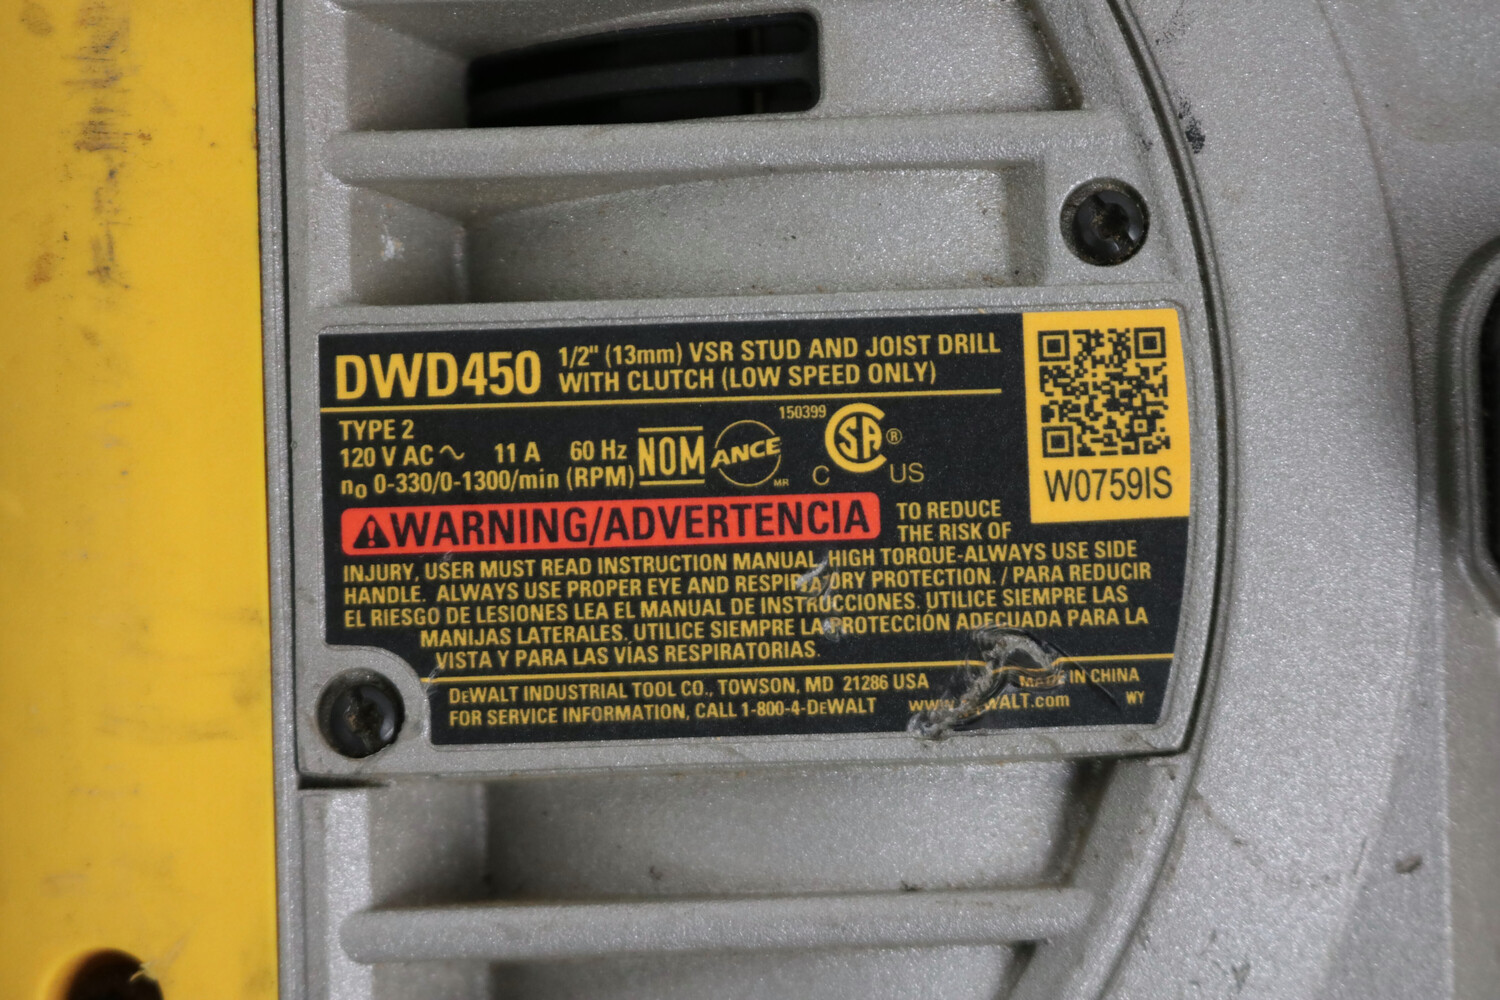 DWD450
1/2" (13mm) VSR STUD AND JOIST DRILL
WITH CLUTCH (LOW SPEED ONLY)
TYPE 2
120 V AC ~ 11 A 60 Hz
n₀ 0-330/0-1300/min (RPM)
NOM
ANCE
MR
150399
SA ®
C US
W0759IS
⚠WARNING/ADVERTENCIA
TO REDUCE
THE RISK OF
INJURY, USER MUST READ INSTRUCTION MANUAL. HIGH TORQUE-ALWAYS USE SIDE
HANDLE. ALWAYS USE PROPER EYE AND RESPIRATORY PROTECTION. / PARA REDUCIR
EL RIESGO DE LESIONES LEA EL MANUAL DE INSTRUCCIONES. UTILICE SIEMPRE LAS
MANIJAS LATERALES. UTILICE SIEMPRE LA PROTECCIÓN ADECUADA PARA LA
VISTA Y PARA LAS VÍAS RESPIRATORIAS.
DEWALT INDUSTRIAL TOOL CO., TOWSON, MD 21286 USA MADE IN CHINA
FOR SERVICE INFORMATION, CALL 1-800-4-DEWALT www.DEWALT.com WY